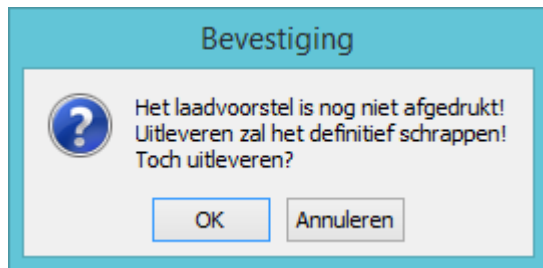 Bevestiging
Het laadvoorstel is nog niet afgedrukt!
Uitleveren zal het definitief schrappen!
Toch uitleveren?
OK
Annuleren